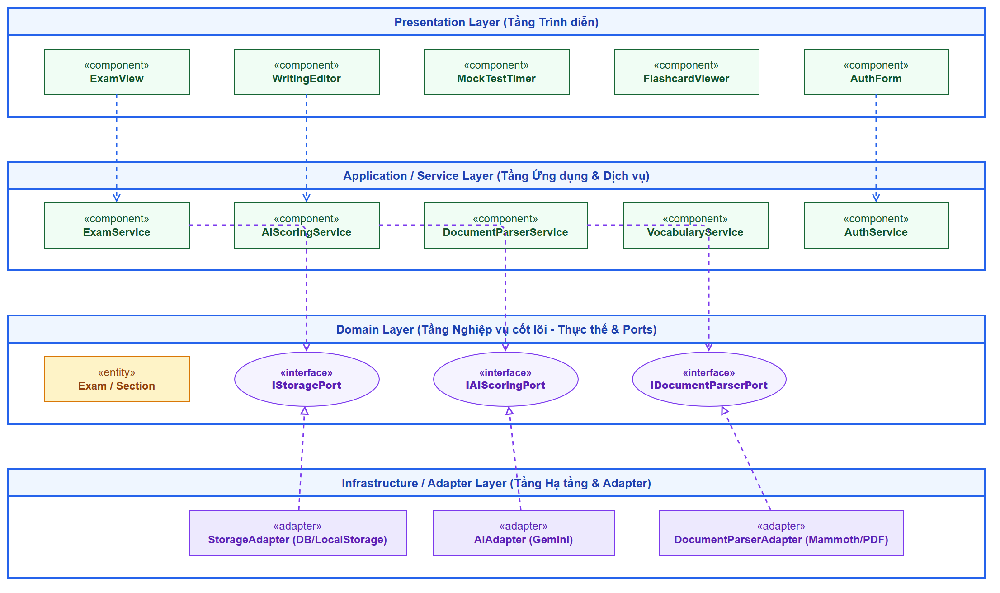 Presentation Layer (Tầng Trình diễn)
«component»
ExamView
«component»
WritingEditor
«component»
MockTestTimer
«component»
FlashcardViewer
«component»
AuthForm
Application / Service Layer (Tầng Ứng dụng & Dịch vụ)
«component»
ExamService
«component»
AIScoringService
«component»
DocumentParserService
«component»
VocabularyService
«component»
AuthService
Domain Layer (Tầng Nghiệp vụ cốt lõi - Thực thể & Ports)
«entity»
Exam / Section
«interface»
IStoragePort
«interface»
IAIScoringPort
«interface»
IDocumentParserPort
Infrastructure / Adapter Layer (Tầng Hạ tầng & Adapter)
«adapter»
StorageAdapter (DB/LocalStorage)
«adapter»
AIAdapter (Gemini)
«adapter»
DocumentParserAdapter (Mammoth/PDF)